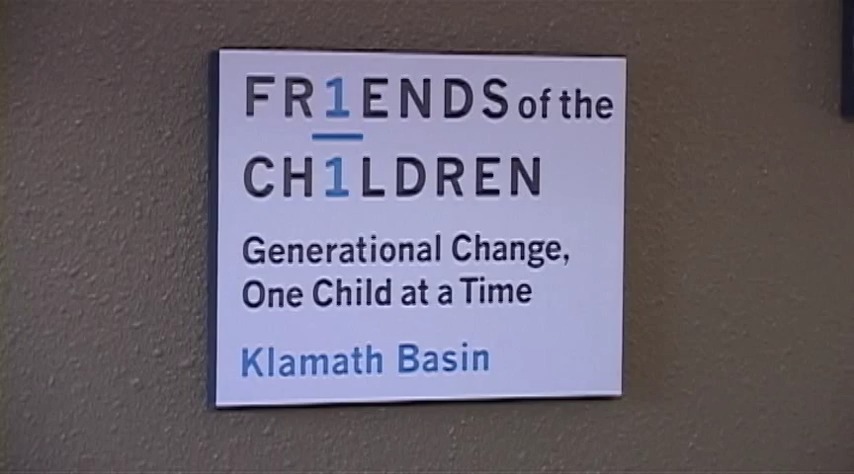 FR1ENDS of the
CH1LDREN
Generational Change,
One Child at a Time
Klamath Basin